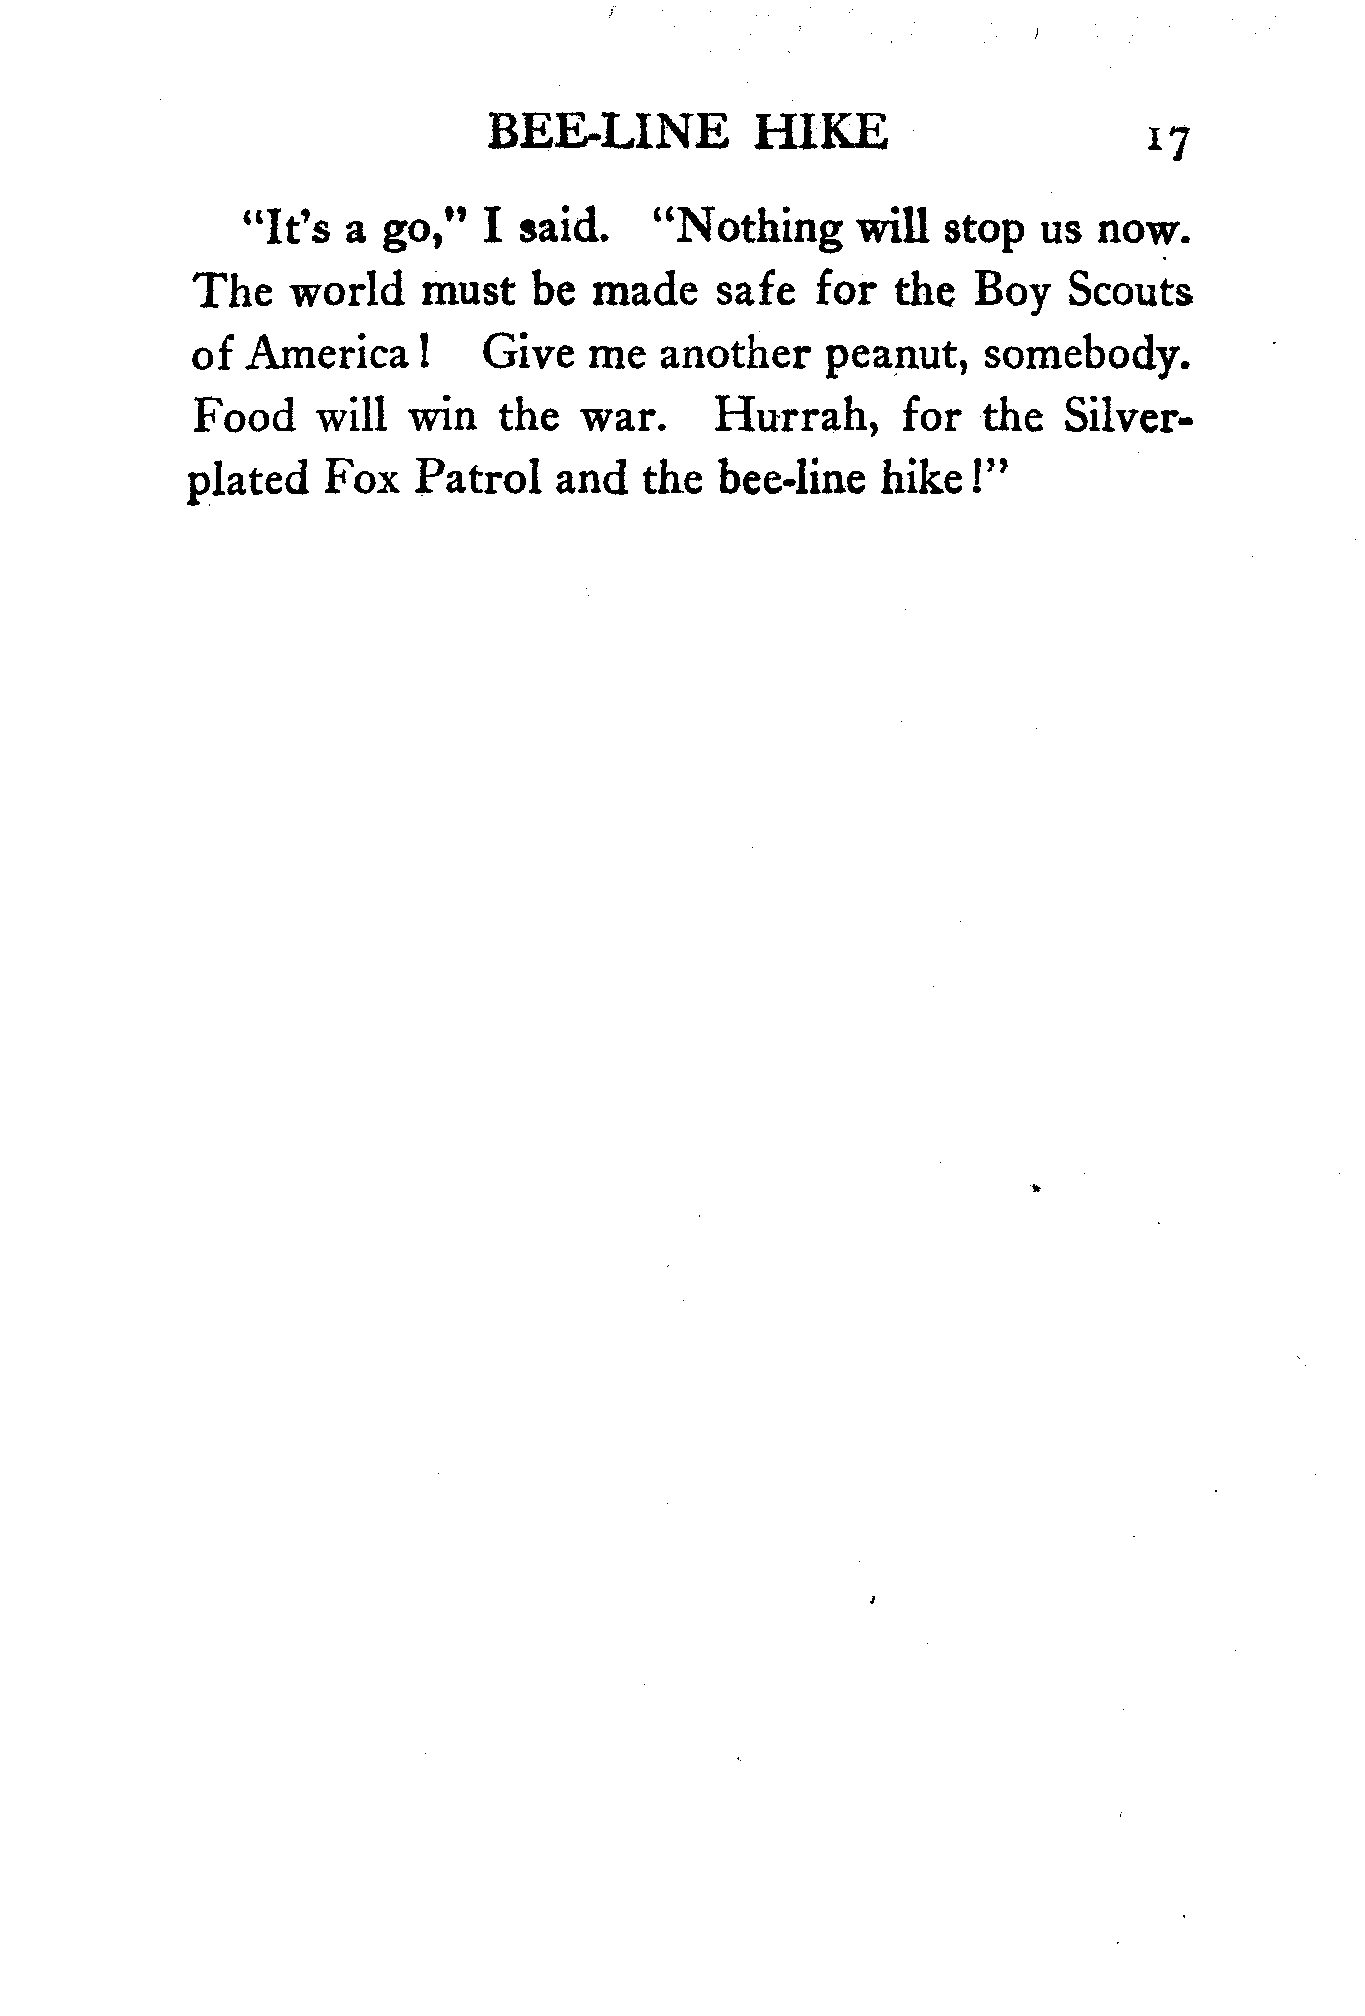 BEE-LINE HIKE 17
“It's a go,” I said. “Nothing will stop us now.
The world must be made safe for the Boy Scouts
of America! Give me another peanut, somebody.
Food will win the war. Hurrah, for the Silver-
plated Fox Patrol and the bee-line hike!”